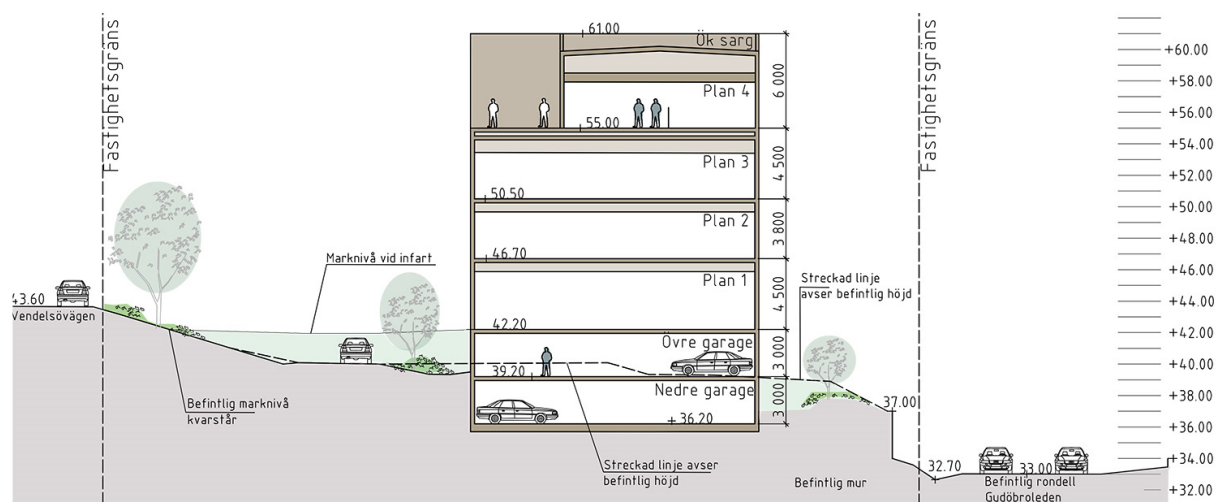 Fastighetsgräns
61.00
Ök sarg
Plan 4
55.00
Plan 3
50.50
Plan 2
46.70
Plan 1
42.20
Övre garage
39.20
Nedre garage
+ 36.20
6 000
4 500
3 800
4 500
3 000
3 000
43.60
Vendelsövägen
Marknivå vid infart
Befintlig marknivå
kvarstår
Streckad linje avser
befintlig höjd
Streckad linje
avser befintlig höjd
37.00
Befintlig mur
32.70
33.00
Befintlig rondell
Gudöbroleden
Fastighetsgräns
+60.00
+58.00
+56.00
+54.00
+52.00
+50.00
+48.00
+46.00
+44.00
+42.00
+40.00
+38.00
+36.00
+34.00
+32.00